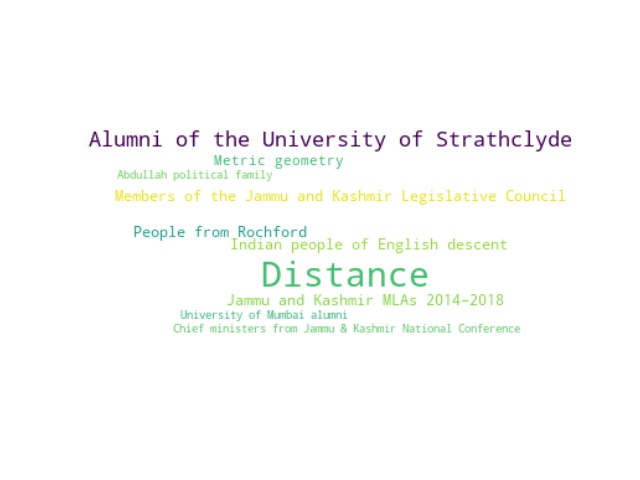 Alumni of the University of Strathclyde
Metric geometry
Abdullah political family
Members of the Jammu and Kashmir Legislative Council
People from Rochford
Indian people of English descent
Distance
Jammu and Kashmir MLAs 2014–2018
University of Mumbai alumni
Chief ministers from Jammu & Kashmir National Conference